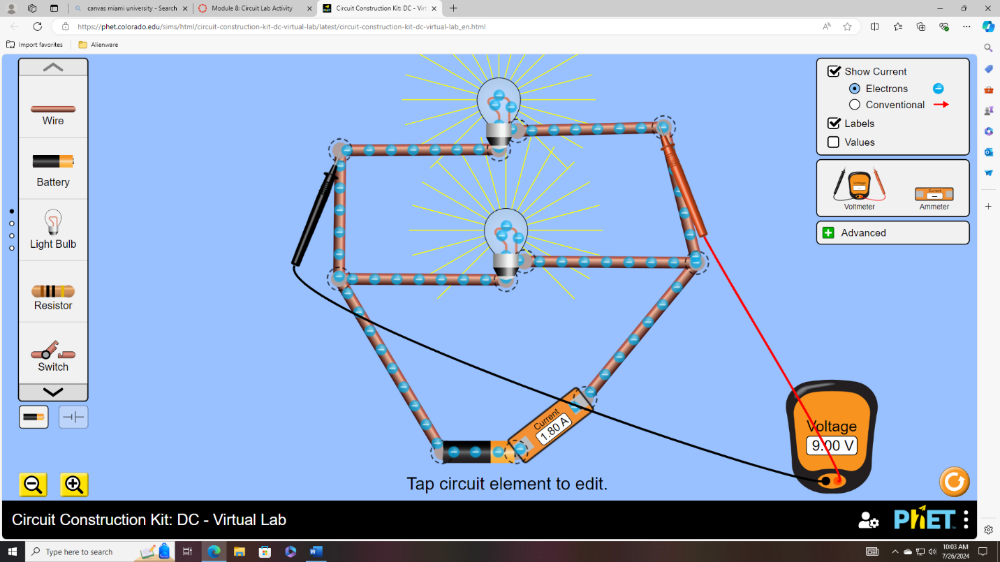 canvas miami university - Search
Module & Circuit Lab Activity
Circuit Construction Kit: DC - Virt
https://phet.colorado.edu/sims/html/circuit-construction-kit-dc-virtual-lab/latest/circuit-construction-kit-dc-virtual-lab_en.html
Import favorites
Alienware
Wire
Battery
Light Bulb
Resistor
Switch
Show Current
Electrons
Conventional
Labels
Values
Voltage
Voltmeter
Current
Ammeter
Advanced
Current
1.80 A
Voltage
9.00 V
Tap circuit element to edit.
Circuit Construction Kit: DC - Virtual Lab
PhET
Type here to search
10:03 AM
7/26/2024